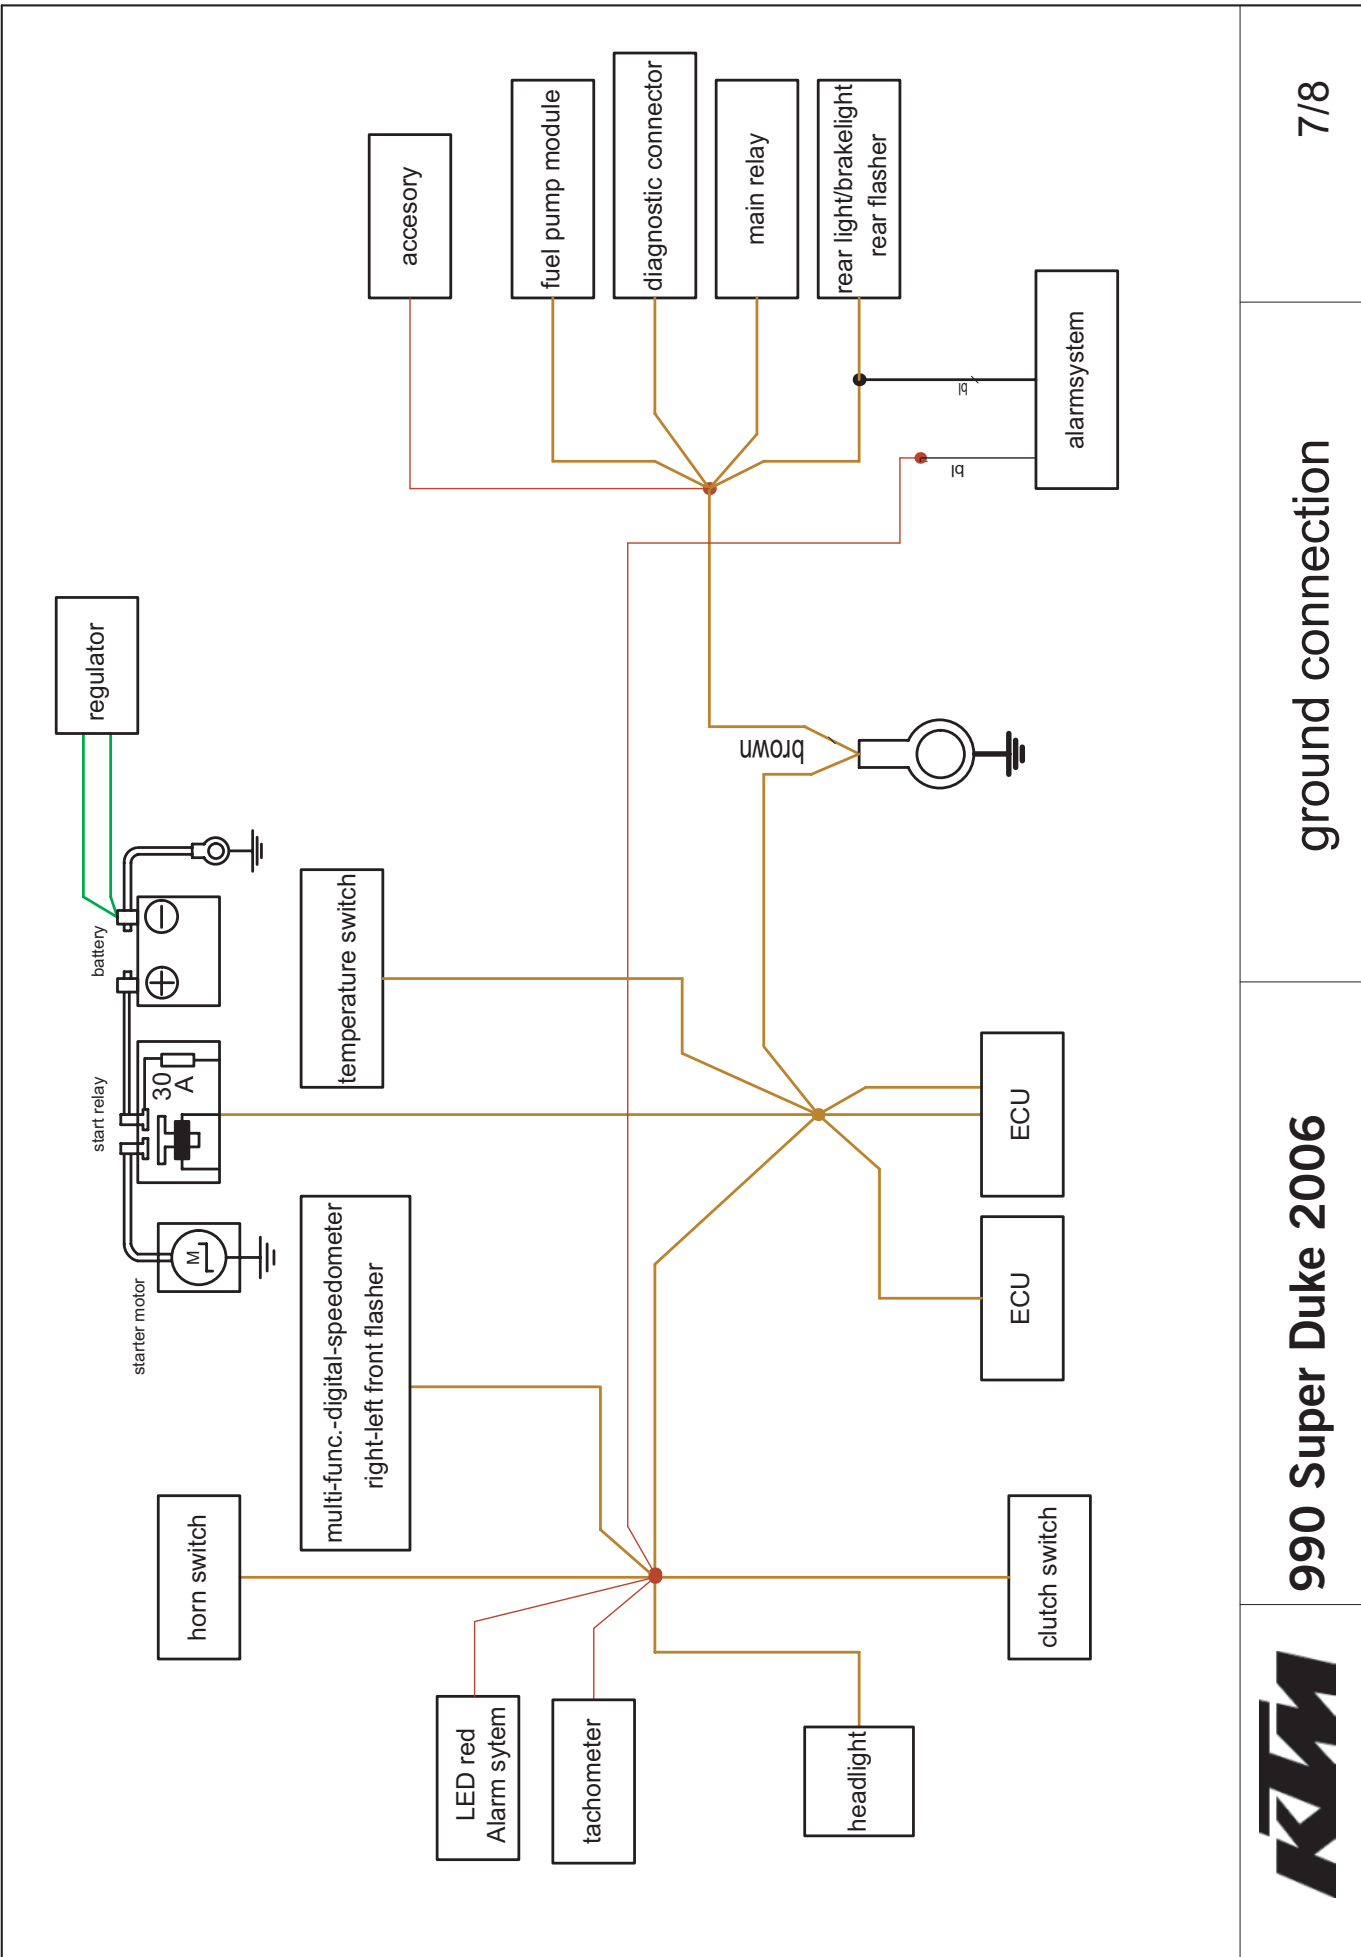 starter motor
M
start relay
30
A
battery
regulator
horn switch
multi-func.-digital-speedometer
right-left front flasher
temperature switch
accesory
LED red
Alarm sytem
tachometer
fuel pump module
diagnostic connector
main relay
rear light/brakelight
rear flasher
brown
headlight
bl
bl
ECU
ECU
clutch switch
alarmsystem
KTM
990 Super Duke 2006
ground connection
7/8